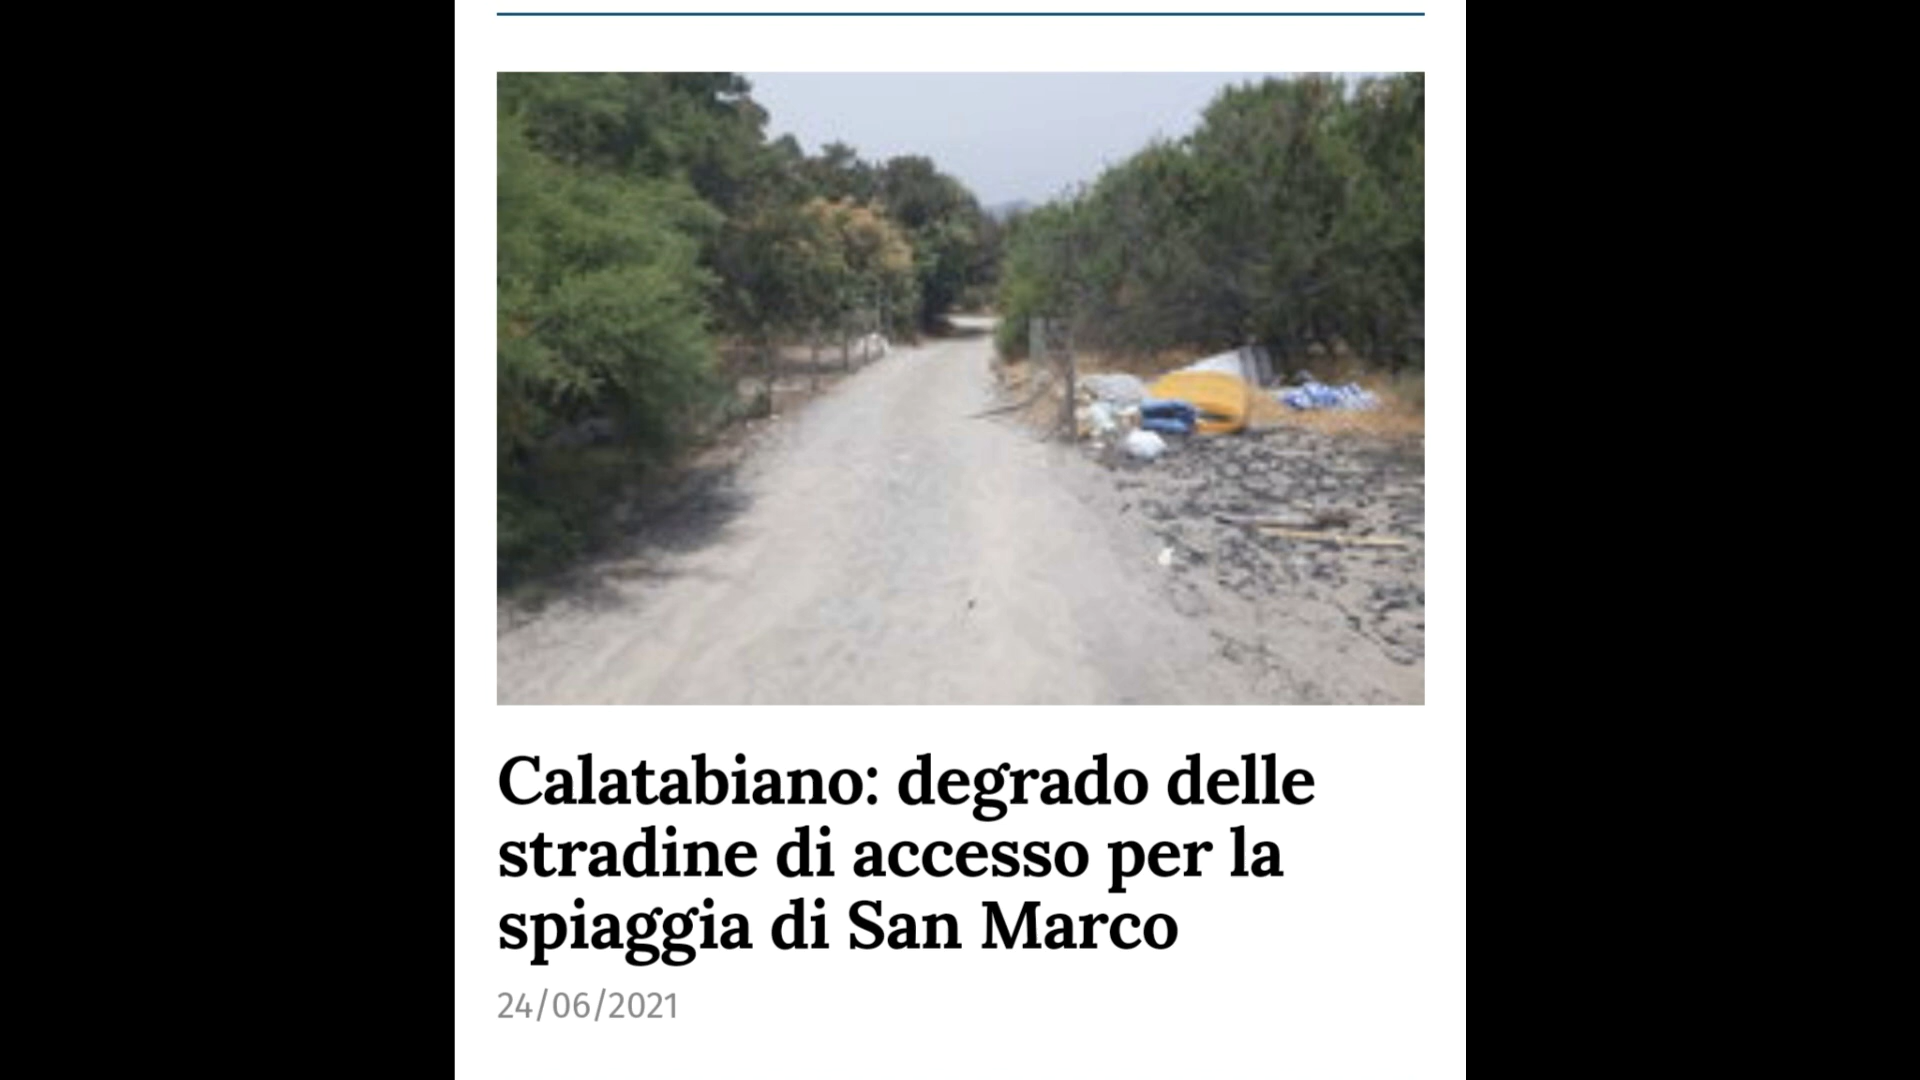 Calatabiano: degrado delle
stradine di accesso per la
spiaggia di San Marco
24/06/2021